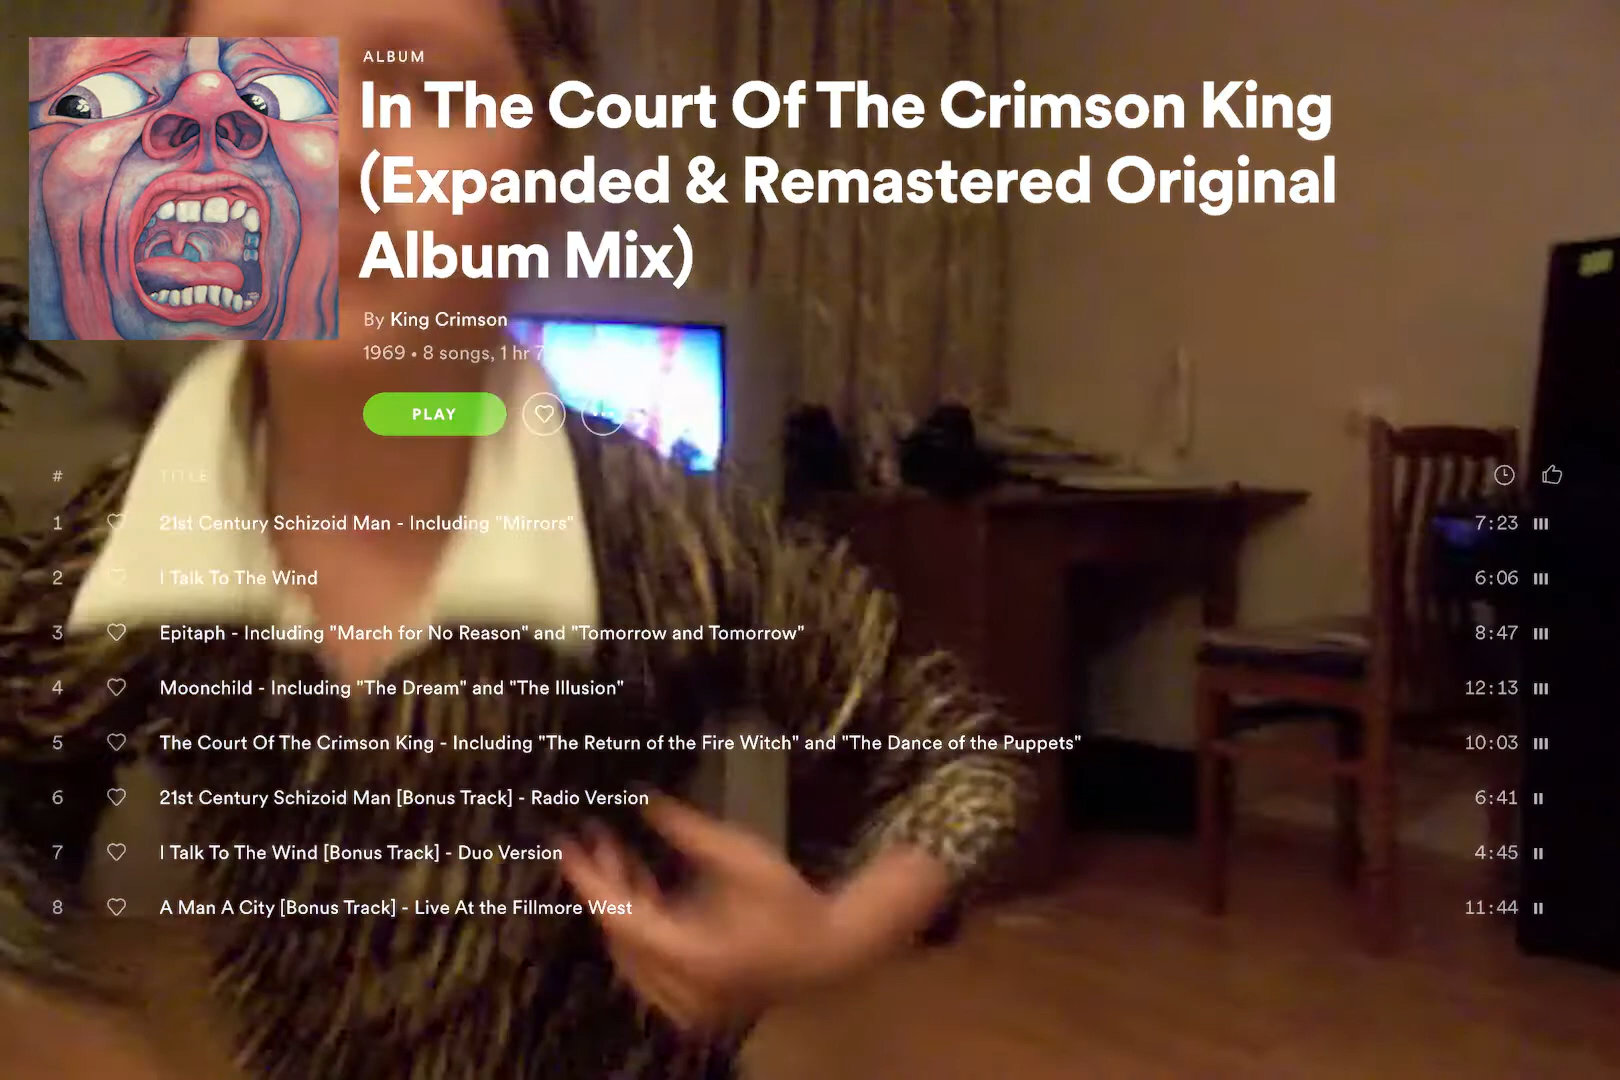 ALBUM
In The Court Of The Crimson King
(Expanded & Remastered Original
Album Mix)
By King Crimson
1969 • 8 songs, 1 hr 7
PLAY
# TITLE
1 21st Century Schizoid Man - Including "Mirrors" 7:23
2 I Talk To The Wind 6:06
3 Epitaph - Including "March for No Reason" and "Tomorrow and Tomorrow" 8:47
4 Moonchild - Including "The Dream" and "The Illusion" 12:13
5 The Court Of The Crimson King - Including "The Return of the Fire Witch" and "The Dance of the Puppets" 10:03
6 21st Century Schizoid Man [Bonus Track] - Radio Version 6:41
7 I Talk To The Wind [Bonus Track] - Duo Version 4:45
8 A Man A City [Bonus Track] - Live At the Fillmore West 11:44